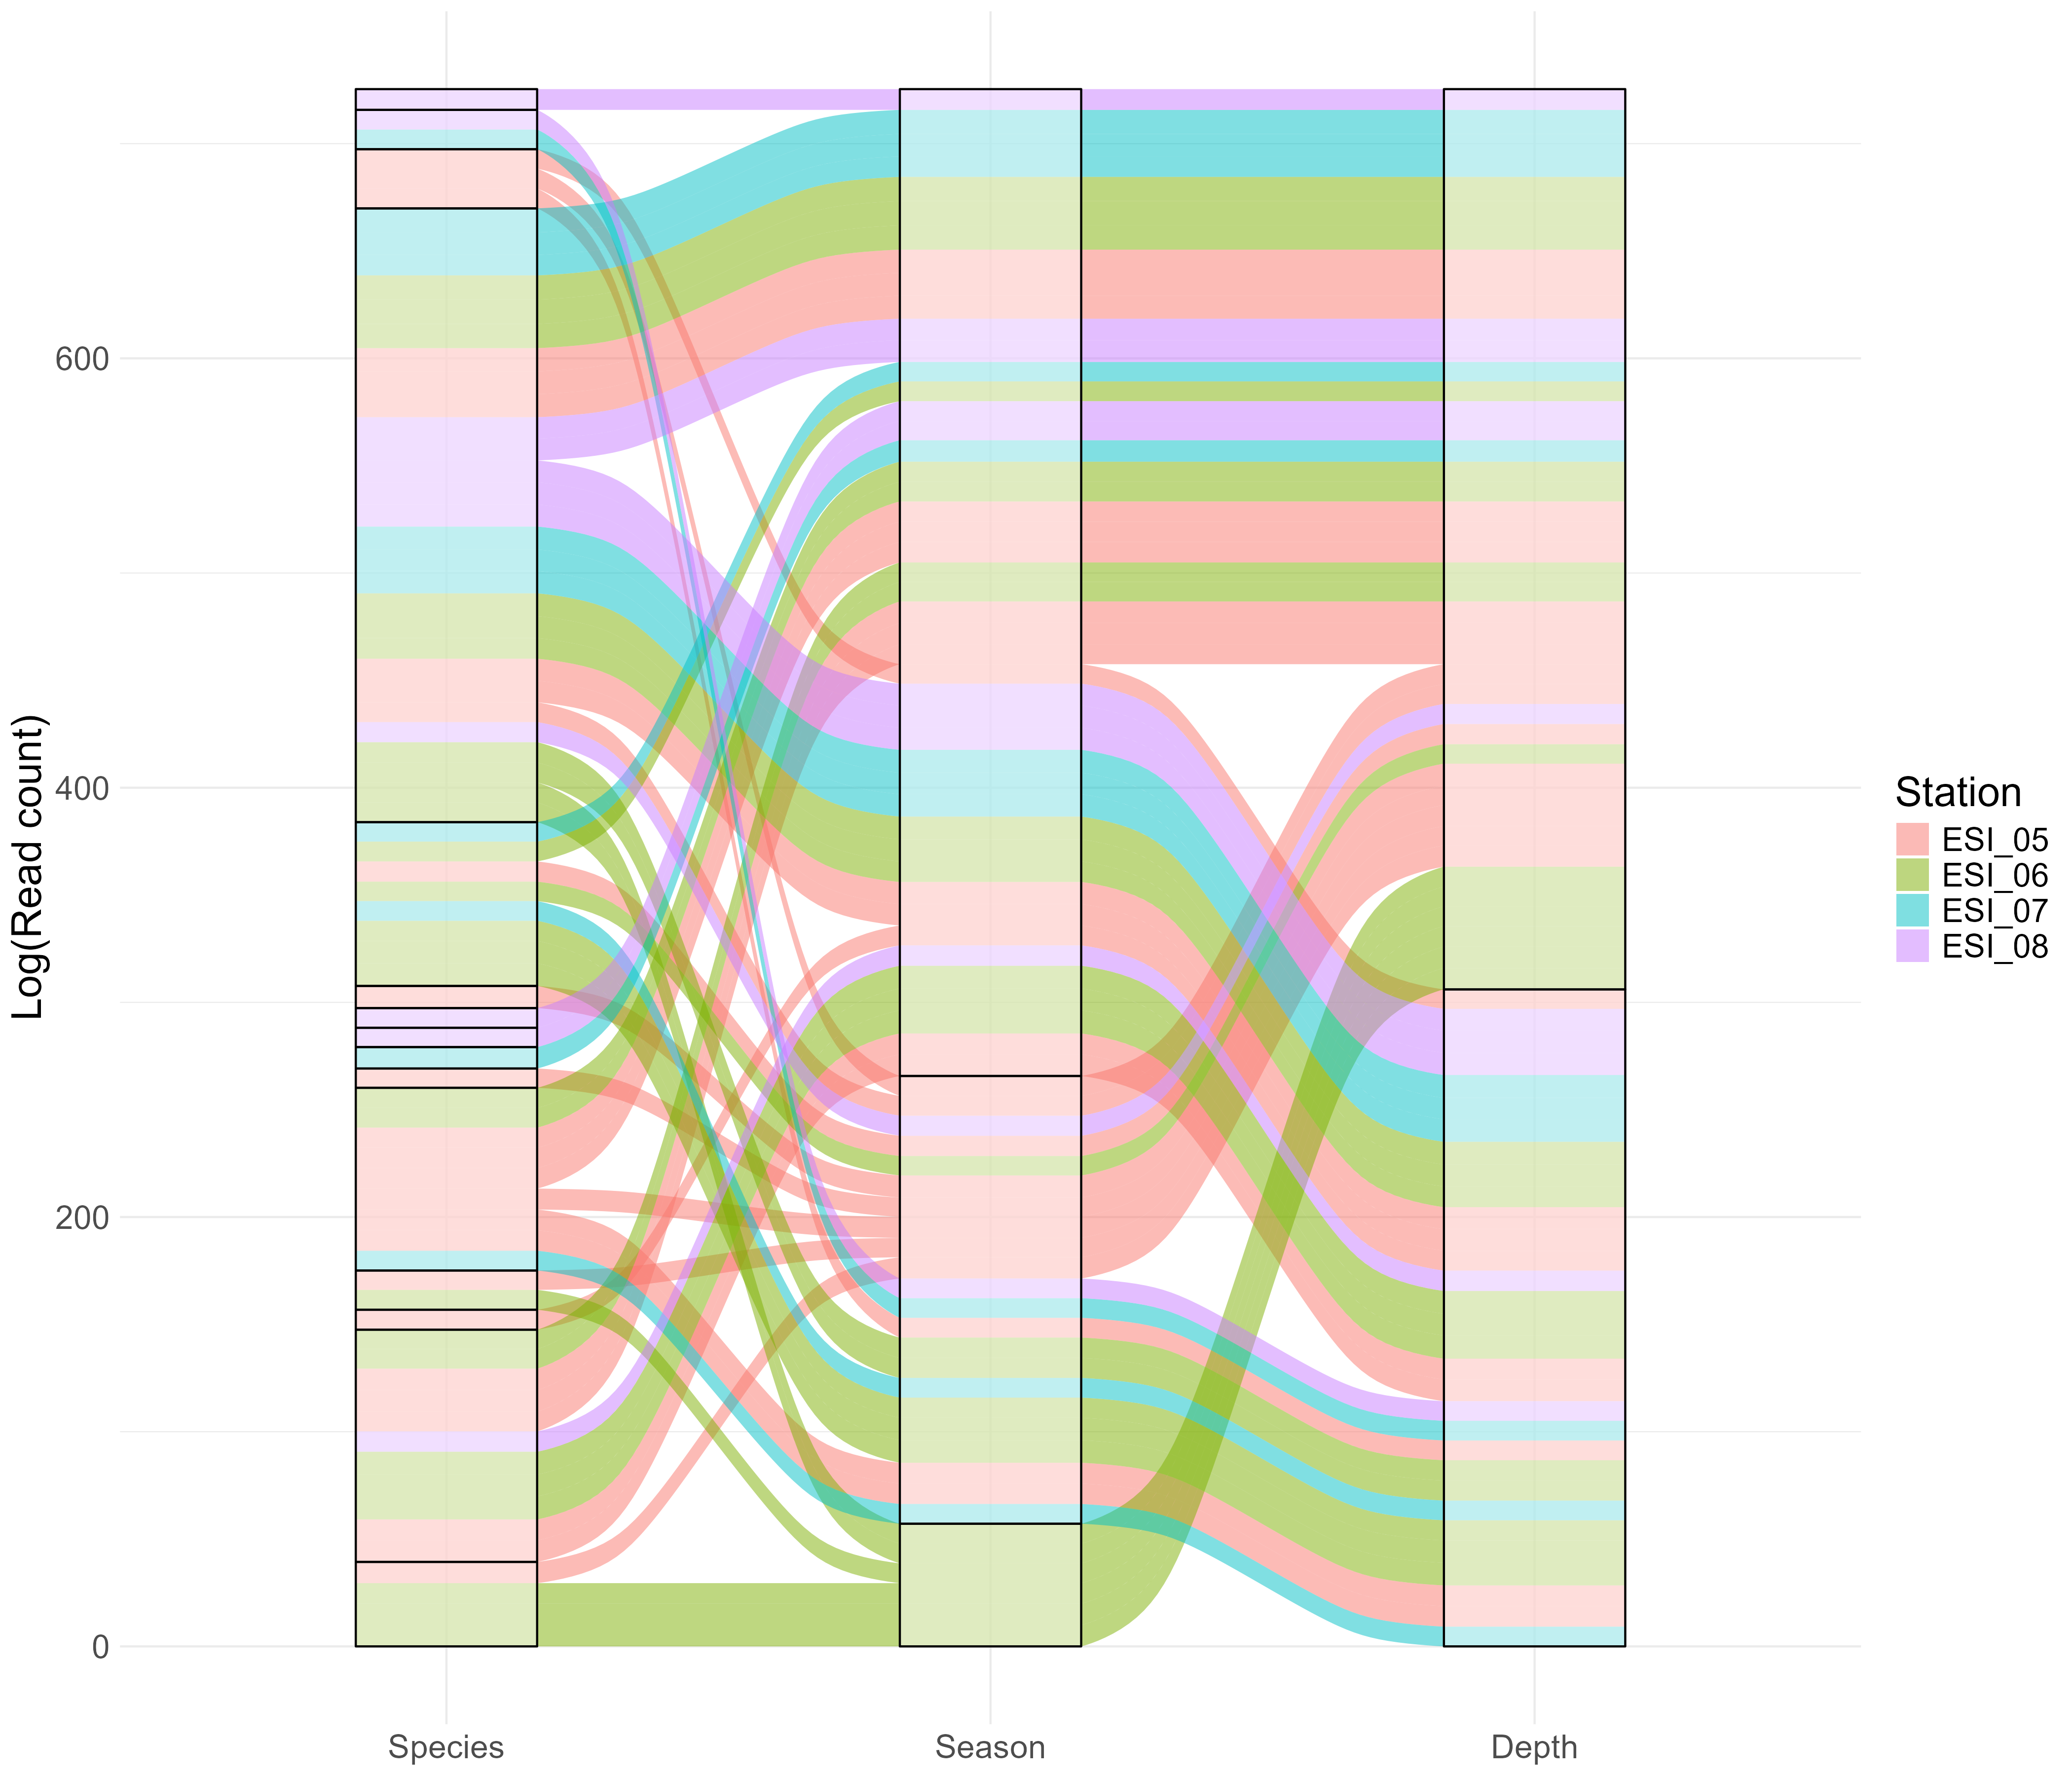 Log(Read count)
600
400
200
0
Species
Season
Depth
Station
ESI_05
ESI_06
ESI_07
ESI_08